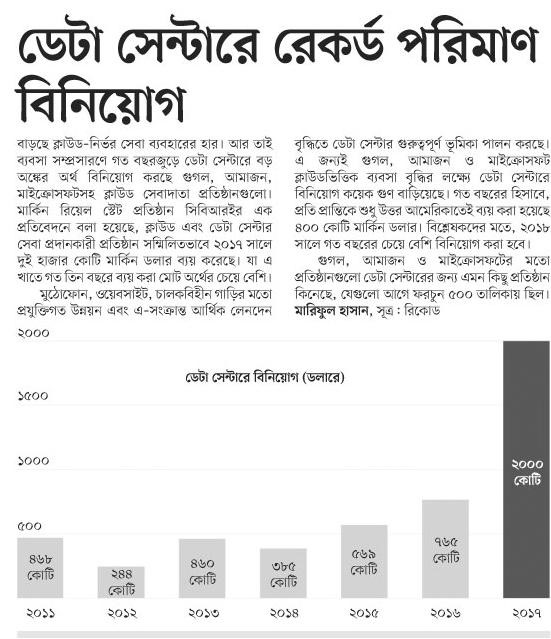 ডেটা সেন্টারে রেকর্ড পরিমাণ
বিনিয়োগ
বাড়ছে ক্লাউড-নির্ভর সেবা ব্যবহারের হার। আর তাই
ব্যবসা সম্প্রসারণে গত বছরজুড়ে ডেটা সেন্টারে বড়
অঙ্কের অর্থ বিনিয়োগ করছে গুগল, আমাজন,
মাইক্রোসফটসহ ক্লাউড সেবাদাতা প্রতিষ্ঠানগুলো।
মার্কিন রিয়েল স্টেট প্রতিষ্ঠান সিবিআরইর এক
প্রতিবেদনে বলা হয়েছে, ক্লাউড এবং ডেটা সেন্টার
সেবা প্রদানকারী প্রতিষ্ঠান সম্মিলিতভাবে ২০১৭ সালে
দুই হাজার কোটি মার্কিন ডলার ব্যয় করেছে। যা এ
খাতে গত তিন বছরে ব্যয় করা মোট অর্থের চেয়ে বেশি।
মুঠোফোন, ওয়েবসাইট, চালকবিহীন গাড়ির মতো
প্রযুক্তিগত উন্নয়ন এবং এ-সংক্রান্ত আর্থিক লেনদেন
বৃদ্ধিতে ডেটা সেন্টার গুরুত্বপূর্ণ ভূমিকা পালন করছে।
এ জন্যই গুগল, আমাজন ও মাইক্রোসফট
ক্লাউডভিত্তিক ব্যবসা বৃদ্ধির লক্ষ্যে ডেটা সেন্টারে
বিনিয়োগ কয়েক গুণ বাড়িয়েছে। গত বছরের হিসাবে,
প্রতি প্রান্তিকে শুধু উত্তর আমেরিকাতেই ব্যয় করা হয়েছে
৪০০ কোটি মার্কিন ডলার। বিশ্লেষকদের মতে, ২০১৮
সালে গত বছরের চেয়ে বেশি বিনিয়োগ করা হবে।
গুগল, আমাজন ও মাইক্রোসফটের মতো
প্রতিষ্ঠানগুলো ডেটা সেন্টারের জন্য এমন কিছু প্রতিষ্ঠান
কিনেছে, যেগুলো আগে ফরচুন ৫০০ তালিকায় ছিল।
মারিফুল হাসান, সূত্র : রিকোড
২০০০
ডেটা সেন্টারে বিনিয়োগ (ডলারে)
১৫০০
১০০০
৫০০
৪৬৮
কোটি
২৪৪
কোটি
৪৬০
কোটি
৩৮৫
কোটি
৫৬৯
কোটি
৭৬৫
কোটি
২০০০
কোটি
২০১১ ২০১২ ২০১৩ ২০১৪ ২০১৫ ২০১৬ ২০১৭